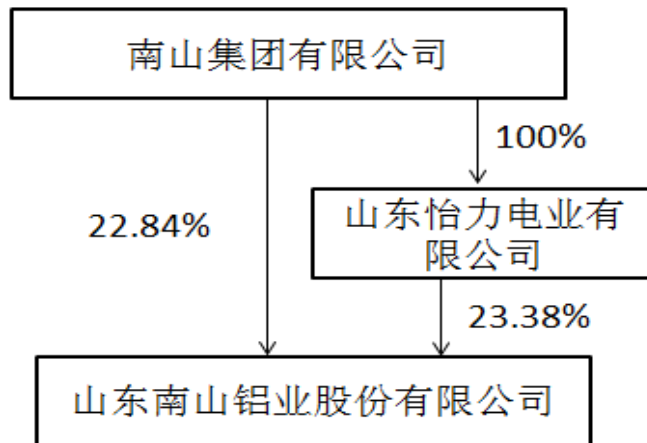 南山集团有限公司
100%
22.84%
山东怡力电业有
限公司
23.38%
山东南山铝业股份有限公司